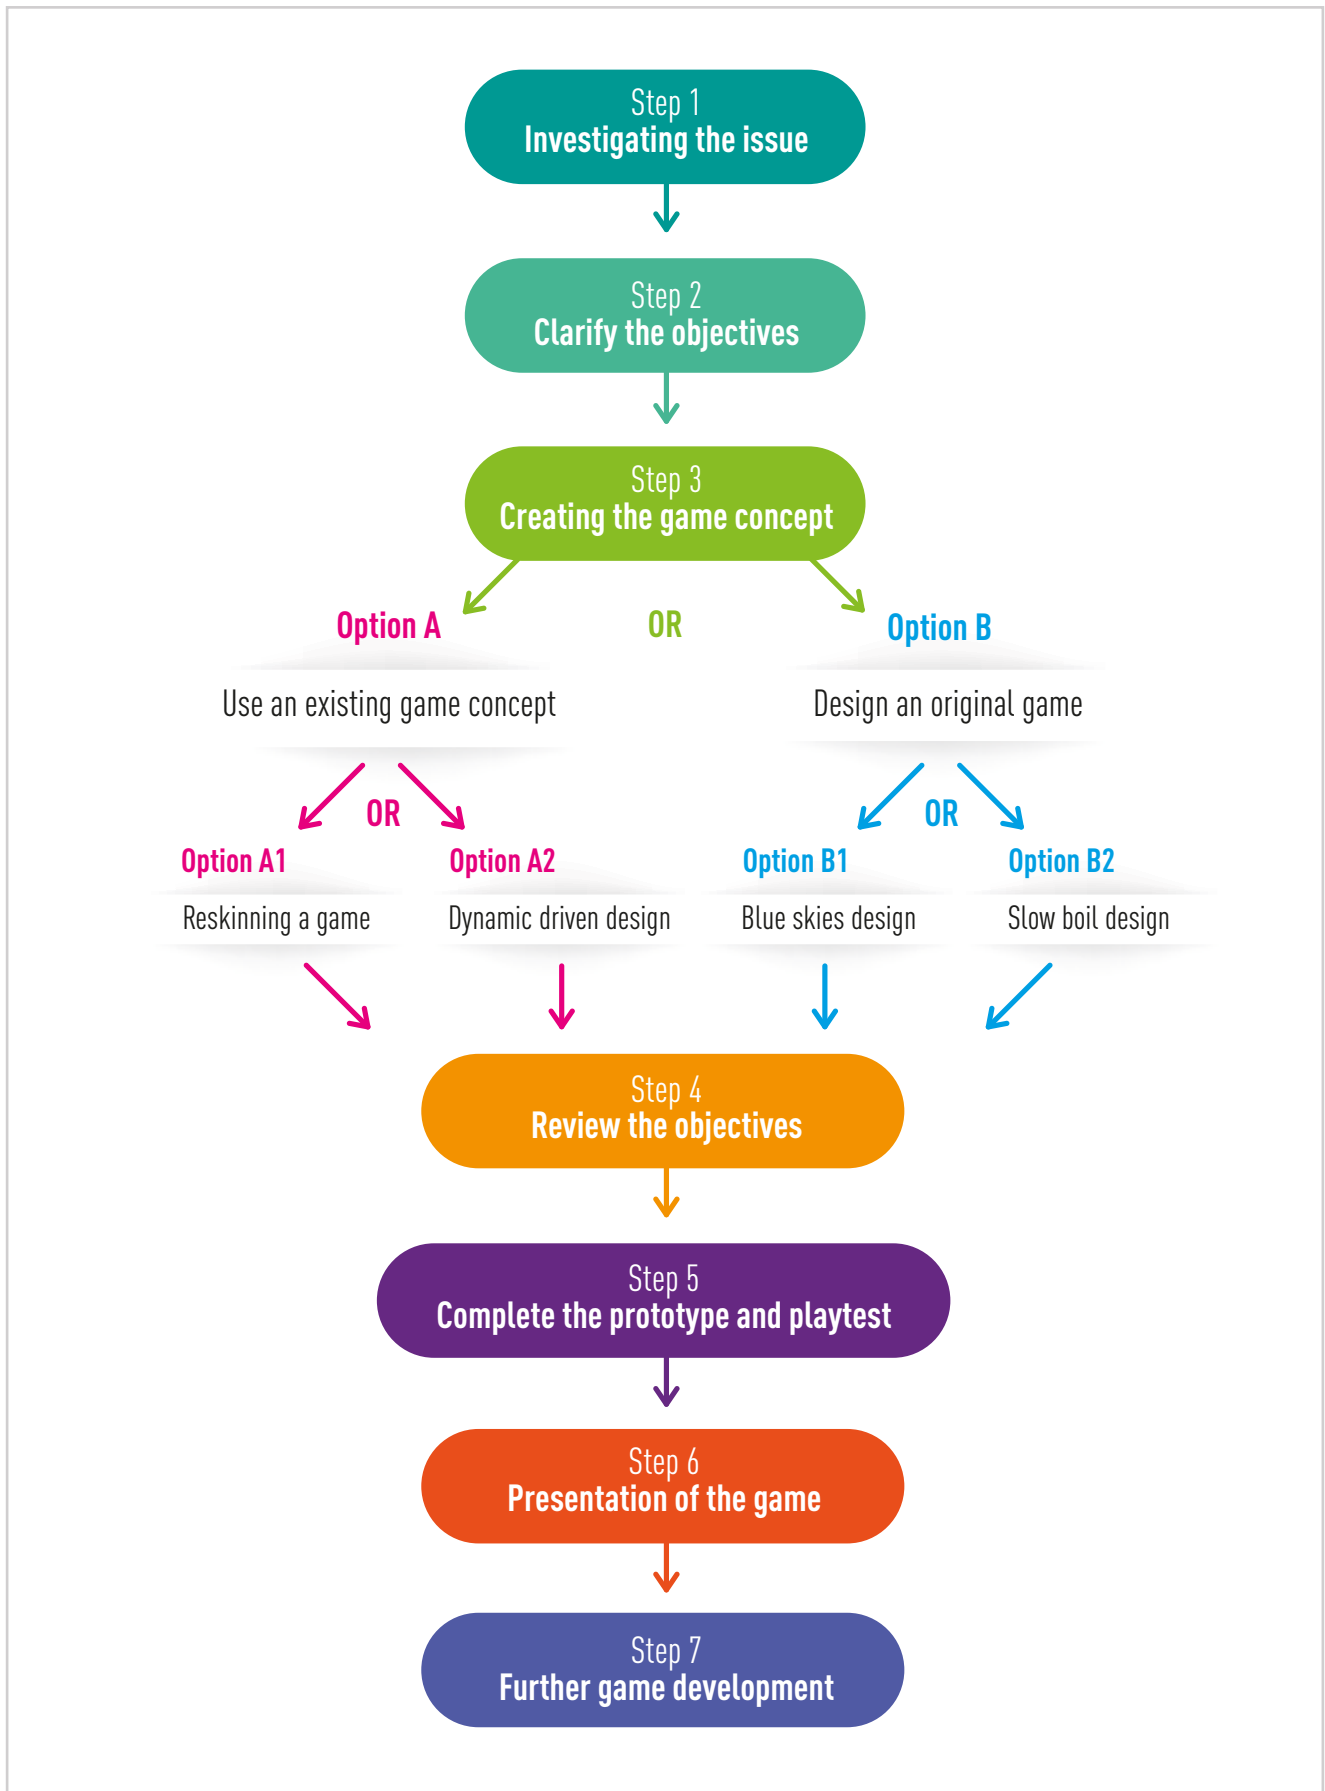 Step 1
Investigating the issue
Step 2
Clarify the objectives
Step 3
Creating the game concept
Option A
OR
Option B
Use an existing game concept
Design an original game
OR
OR
Option A1
Option A2
Option B1
Option B2
Reskinning a game
Dynamic driven design
Blue skies design
Slow boil design
Step 4
Review the objectives
Step 5
Complete the prototype and playtest
Step 6
Presentation of the game
Step 7
Further game development